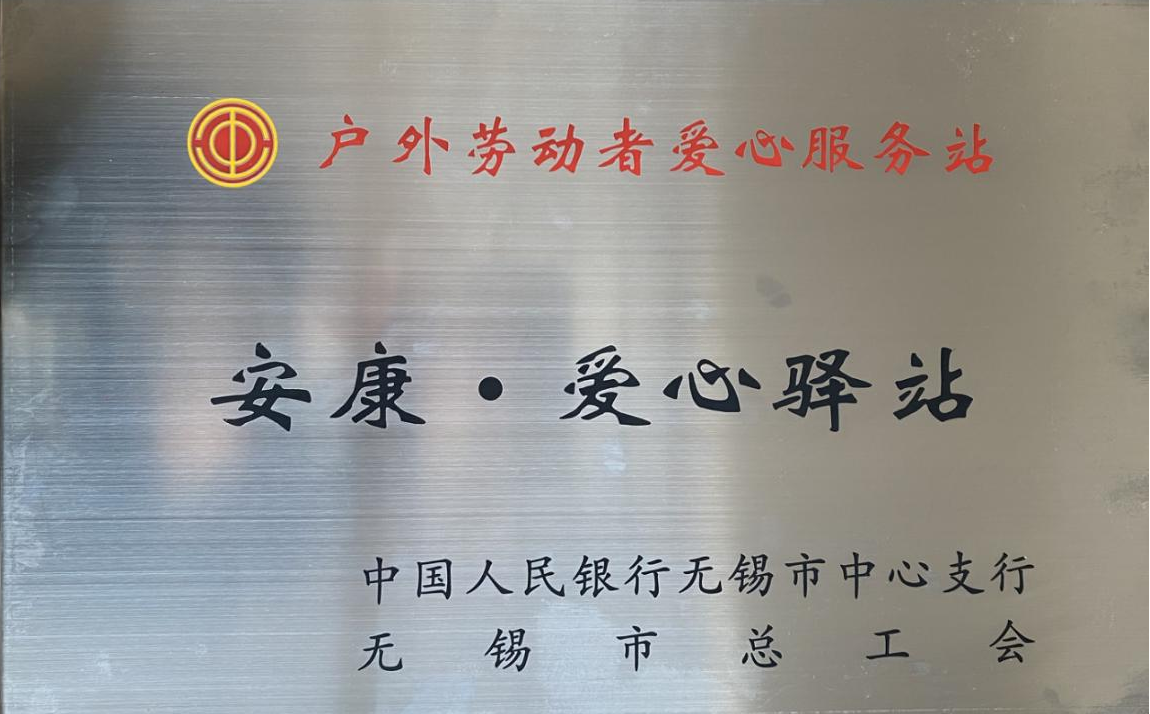 户外劳动者爱心服务站
安康·爱心驿站
中国人民银行无锡市中心支行
无锡市总工会